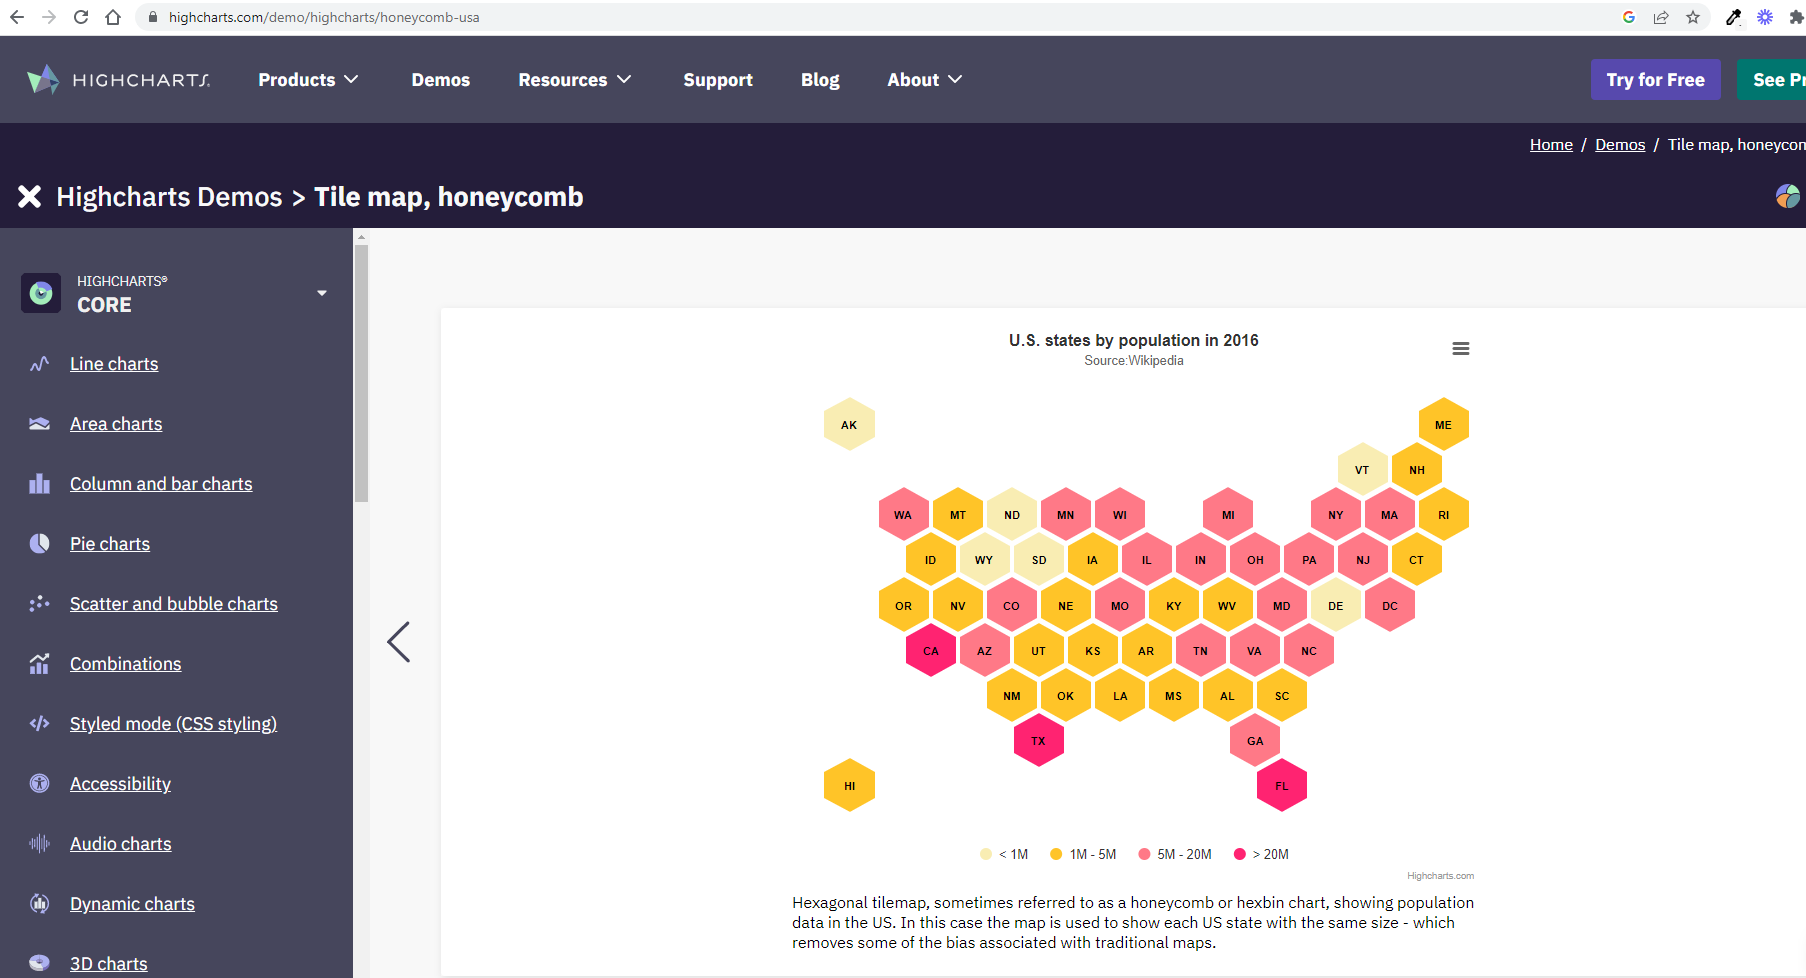 highcharts.com/demo/highcharts/honeycomb-usa
HIGHCHARTS
Products
Demos
Resources
Support
Blog
About
Try for Free
See Pr
Home / Demos / Tile map, honeycom
Highcharts Demos > Tile map, honeycomb
HIGHCHARTS®
CORE
Line charts
Area charts
Column and bar charts
Pie charts
Scatter and bubble charts
Combinations
Styled mode (CSS styling)
Accessibility
Audio charts
Dynamic charts
3D charts
U.S. states by population in 2016
Source:Wikipedia
AK ME
VT NH
WA MT ND MN WI MI NY MA RI
ID WY SD IA IL IN OH PA NJ CT
OR NV CO NE MO KY WV MD DE DC
CA AZ UT KS AR TN VA NC
NM OK LA MS AL SC
TX GA
HI FL
< 1M 1M - 5M 5M - 20M > 20M
Highcharts.com
Hexagonal tilemap, sometimes referred to as a honeycomb or hexbin chart, showing population
data in the US. In this case the map is used to show each US state with the same size - which
removes some of the bias associated with traditional maps.